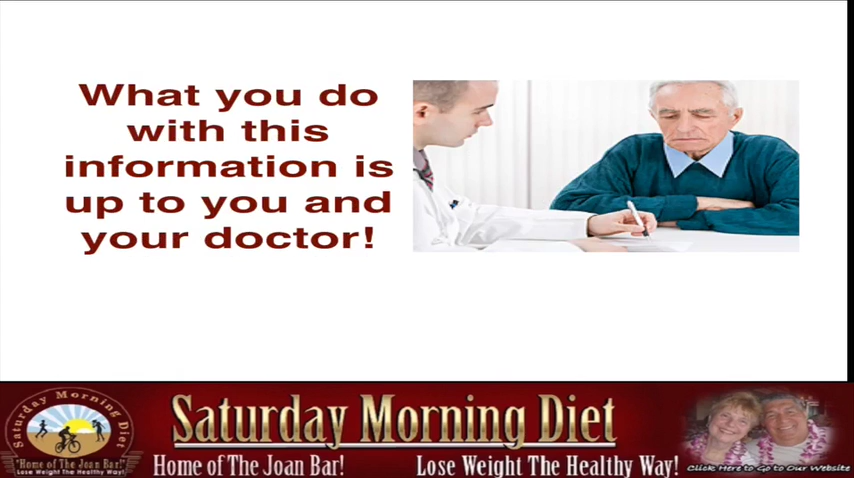 What you do
with this
information is
up to you and
your doctor!
Saturday Morning Diet
"Home of The Joan Bar!"
Lose Weight The Healthy Way!
Saturday Morning Diet
Home of The Joan Bar!
Lose Weight The Healthy Way!
Click Here to Go to Our Website